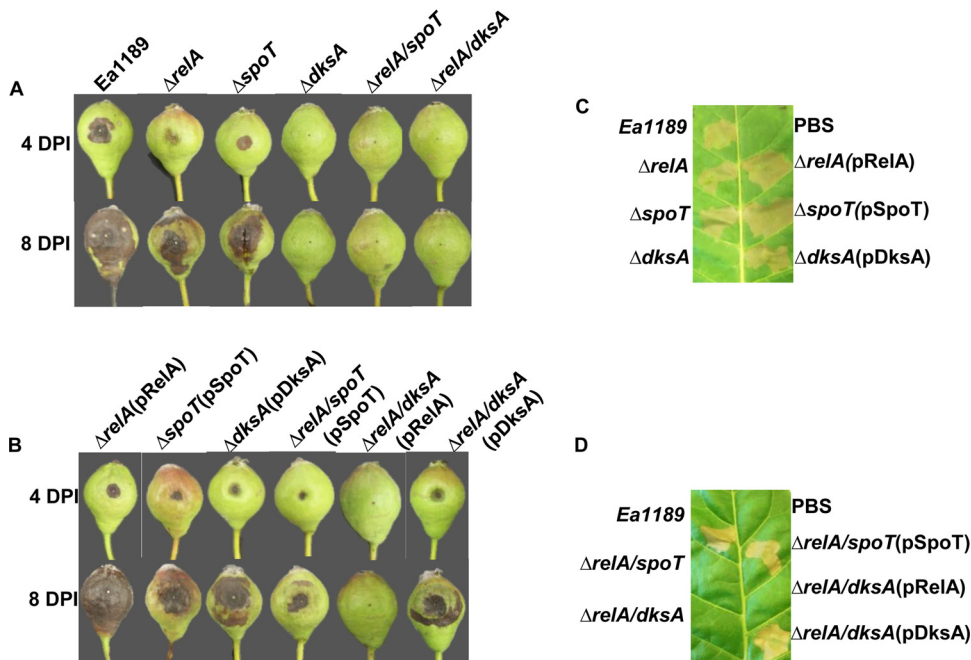 A
Ea1189
ΔrelA
ΔspoT
ΔdksA
ΔrelA/spoT
ΔrelA/dksA
4 DPI
8 DPI
B
ΔrelA(pRelA)
ΔspoT(pSpoT)
ΔdksA(pDksA)
ΔrelA/spoT
(pSpoT)
ΔrelA/dksA
(pRelA)
ΔrelA/dksA
(pDksA)
4 DPI
8 DPI
C
Ea1189
PBS
ΔrelA
ΔrelA(pRelA)
ΔspoT
ΔspoT(pSpoT)
ΔdksA
ΔdksA(pDksA)
D
Ea1189
PBS
ΔrelA/spoT
ΔrelA/spoT(pSpoT)
ΔrelA/dksA(pRelA)
ΔrelA/dksA
ΔrelA/dksA(pDksA)